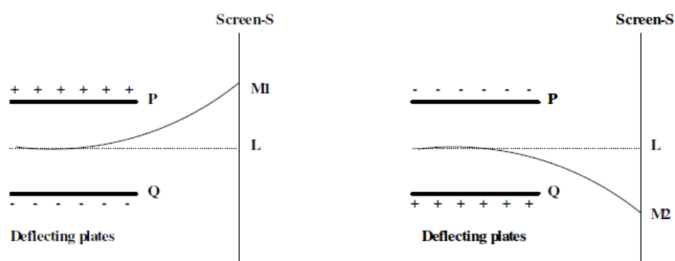 Screen-S
+ + + + + +
P
M1
L
Q
- - - - - -
Deflecting plates
Screen-S
- - - - - -
P
L
Q
+ + + + + +
M2
Deflecting plates